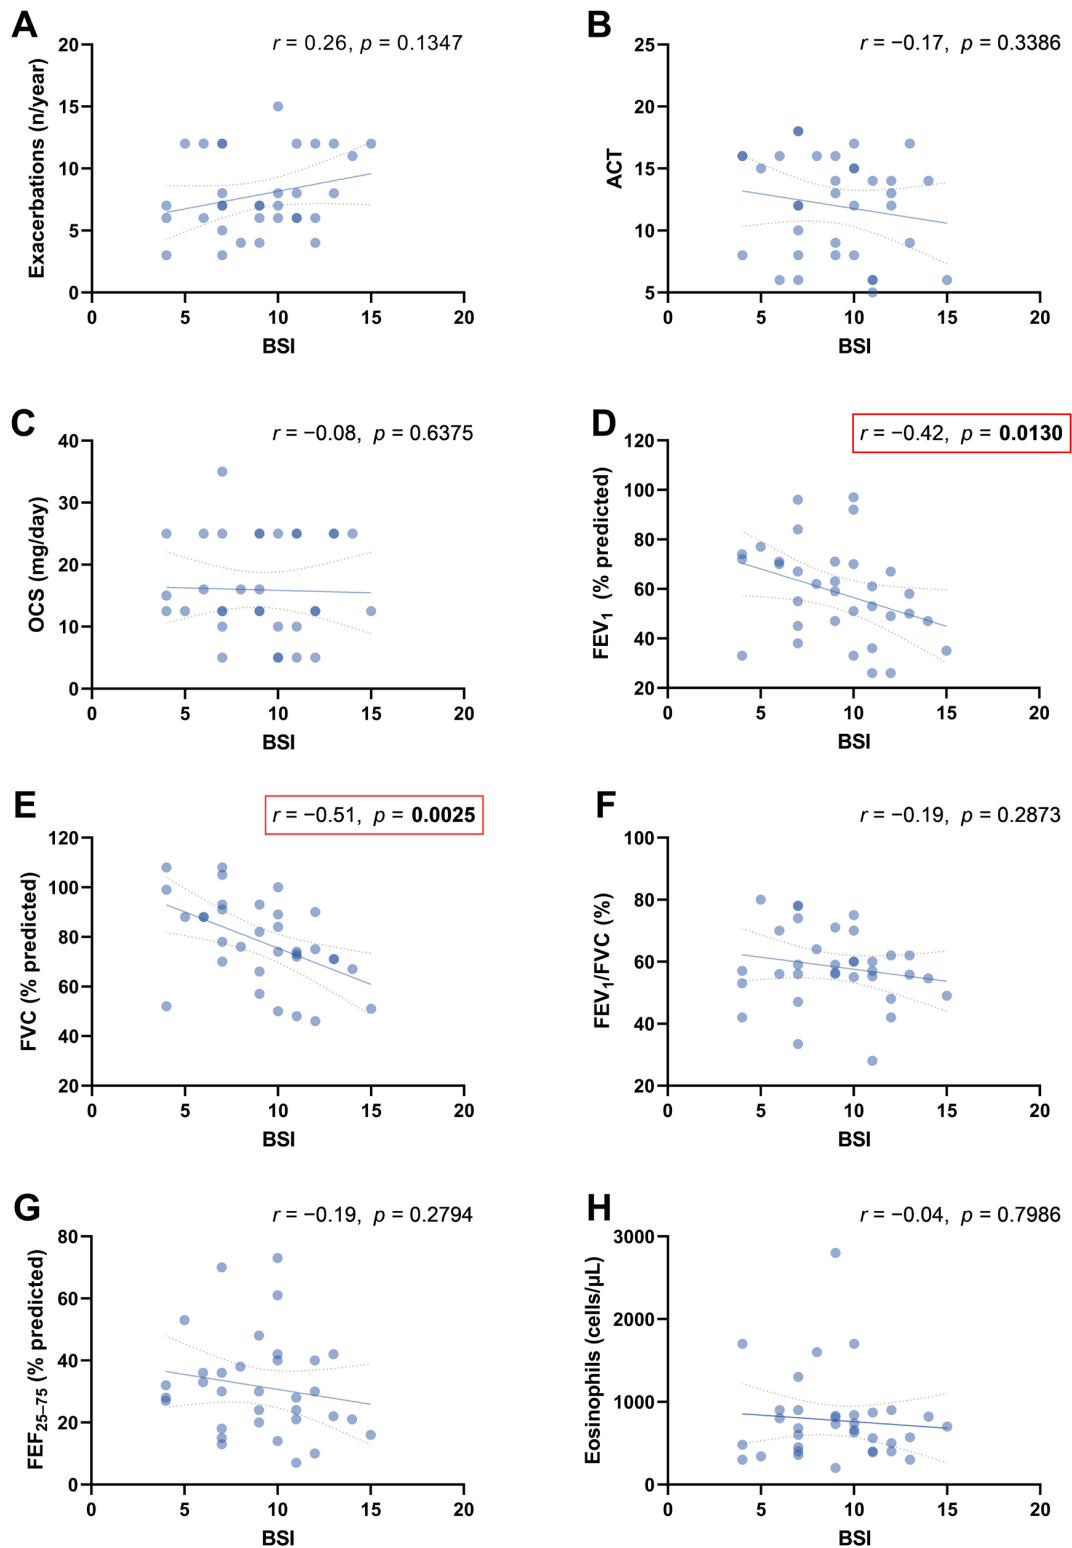 A
r = 0.26, p = 0.1347
Exacerbations (n/year)
20
15
10
5
0
0 5 10 15 20
BSI
B
r = −0.17, p = 0.3386
ACT
25
20
15
10
5
0 5 10 15 20
BSI
C
r = −0.08, p = 0.6375
OCS (mg/day)
40
30
20
10
0
0 5 10 15 20
BSI
D
r = −0.42, p = 0.0130
FEV1 (% predicted)
120
100
80
60
40
20
0 5 10 15 20
BSI
E
r = −0.51, p = 0.0025
FVC (% predicted)
120
100
80
60
40
20
0 5 10 15 20
BSI
F
r = −0.19, p = 0.2873
FEV1/FVC (%)
100
80
60
40
20
0 5 10 15 20
BSI
G
r = −0.19, p = 0.2794
FEF25–75 (% predicted)
80
60
40
20
0
0 5 10 15 20
BSI
H
r = −0.04, p = 0.7986
Eosinophils (cells/µL)
3000
2000
1000
0
0 5 10 15 20
BSI